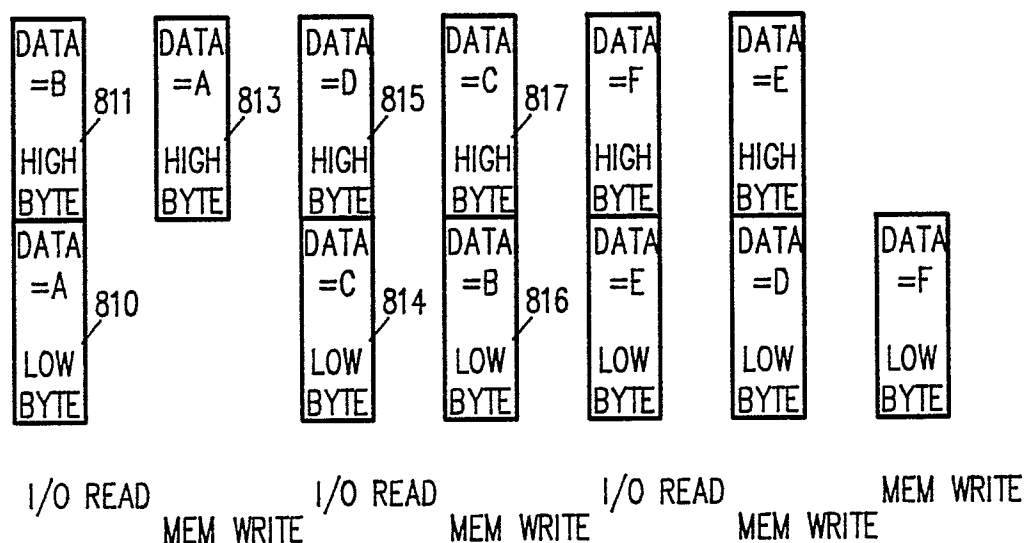 DATA
=B
HIGH
BYTE
811
DATA
=A
LOW
BYTE
810
DATA
=A
HIGH
BYTE
813
DATA
=D
HIGH
BYTE
815
DATA
=C
LOW
BYTE
814
DATA
=C
HIGH
BYTE
817
DATA
=B
LOW
BYTE
816
DATA
=F
HIGH
BYTE
DATA
=E
LOW
BYTE
DATA
=E
HIGH
BYTE
DATA
=D
LOW
BYTE
DATA
=F
LOW
BYTE
I/O READ
MEM WRITE
I/O READ
MEM WRITE
I/O READ
MEM WRITE
MEM WRITE